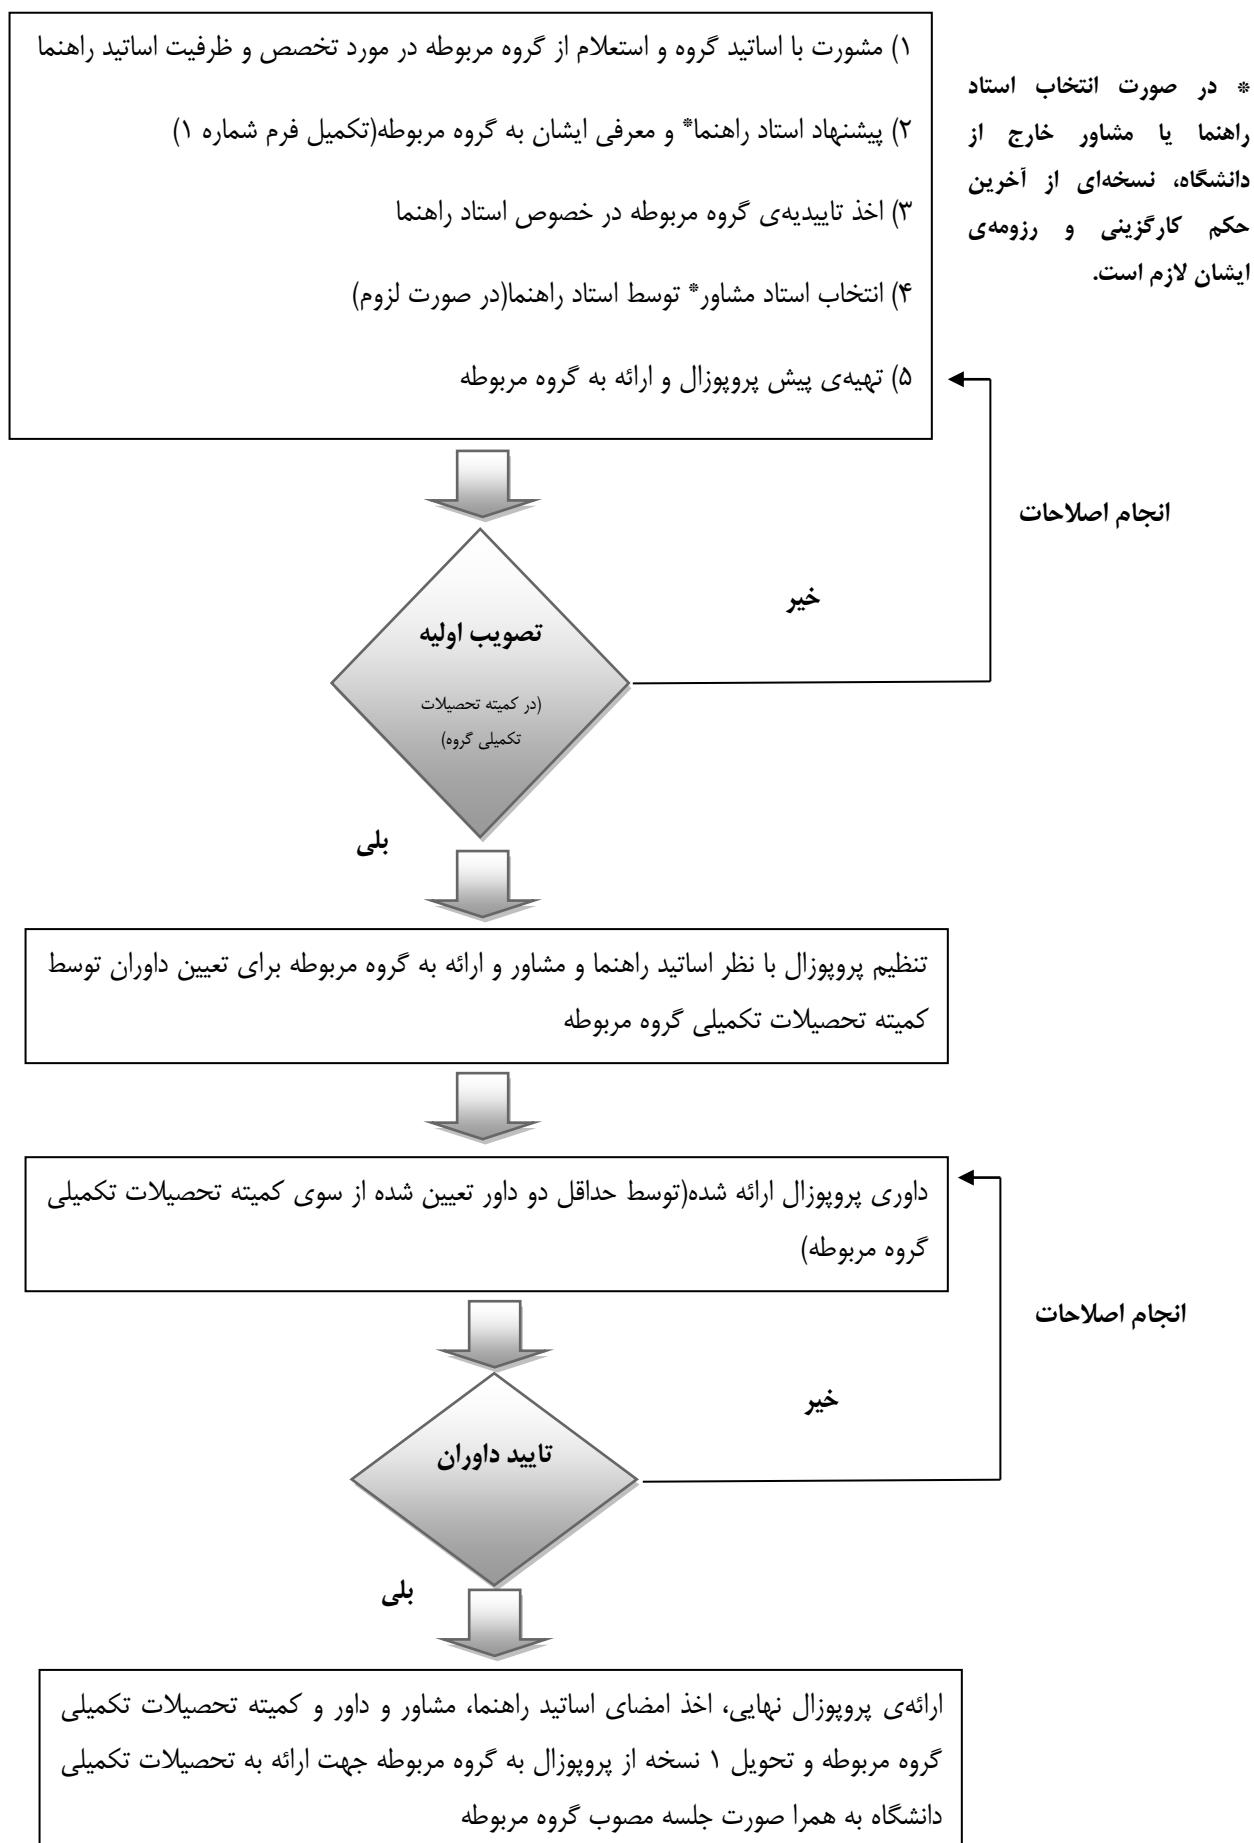 ۱) مشورت با اساتید گروه و استعلام از گروه مربوطه در مورد تخصص و ظرفیت اساتید راهنما
۲) پیشنهاد استاد راهنما* و معرفی ایشان به گروه مربوطه(تکمیل فرم شماره ۱)
۳) اخذ تاییدیه‌ی گروه مربوطه در خصوص استاد راهنما
۴) انتخاب استاد مشاور* توسط استاد راهنما(در صورت لزوم)
۵) تهیه‌ی پیش پروپوزال و ارائه به گروه مربوطه
* در صورت انتخاب استاد
راهنما یا مشاور خارج از
دانشگاه، نسخه‌ای از آخرین
حکم کارگزینی و رزومه‌ی
ایشان لازم است.
انجام اصلاحات
خیر
تصویب اولیه
(در کمیته تحصیلات
تکمیلی گروه)
بلی
تنظیم پروپوزال با نظر اساتید راهنما و مشاور و ارائه به گروه مربوطه برای تعیین داوران توسط
کمیته تحصیلات تکمیلی گروه مربوطه
داوری پروپوزال ارائه شده(توسط حداقل دو داور تعیین شده از سوی کمیته تحصیلات تکمیلی
گروه مربوطه)
انجام اصلاحات
خیر
تایید داوران
بلی
ارائه‌ی پروپوزال نهایی، اخذ امضای اساتید راهنما، مشاور و داور و کمیته تحصیلات تکمیلی
گروه مربوطه و تحویل ۱ نسخه از پروپوزال به گروه مربوطه جهت ارائه به تحصیلات تکمیلی
دانشگاه به همرا صورت جلسه مصوب گروه مربوطه